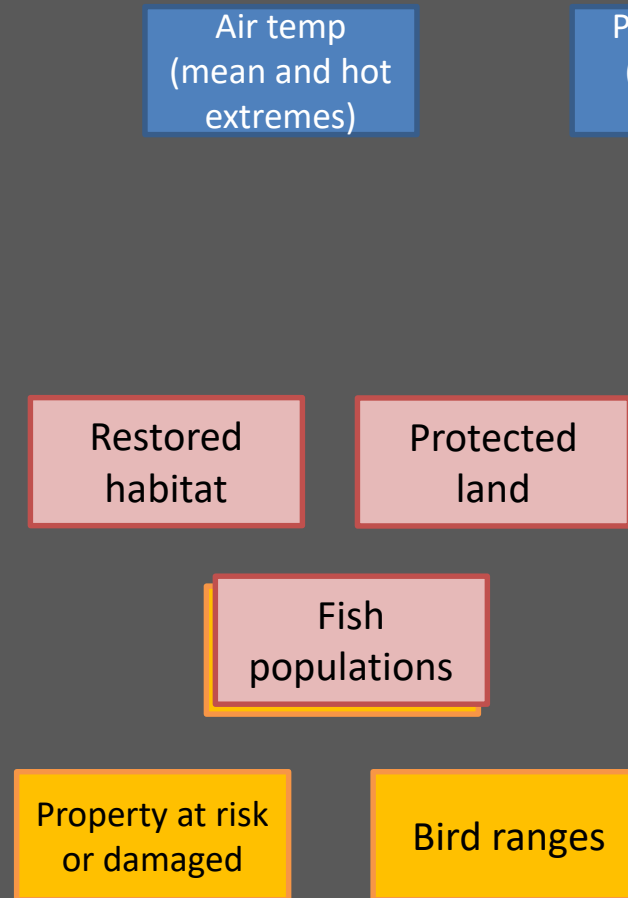 Air temp
(mean and hot
extremes)
P
(
Restored
habitat
Protected
land
Fish
populations
Property at risk
or damaged
Bird ranges